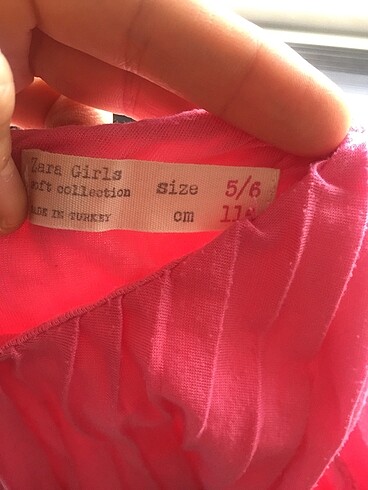 Zara Girls
soft collection
size 5/6
MADE IN TURKEY
cm